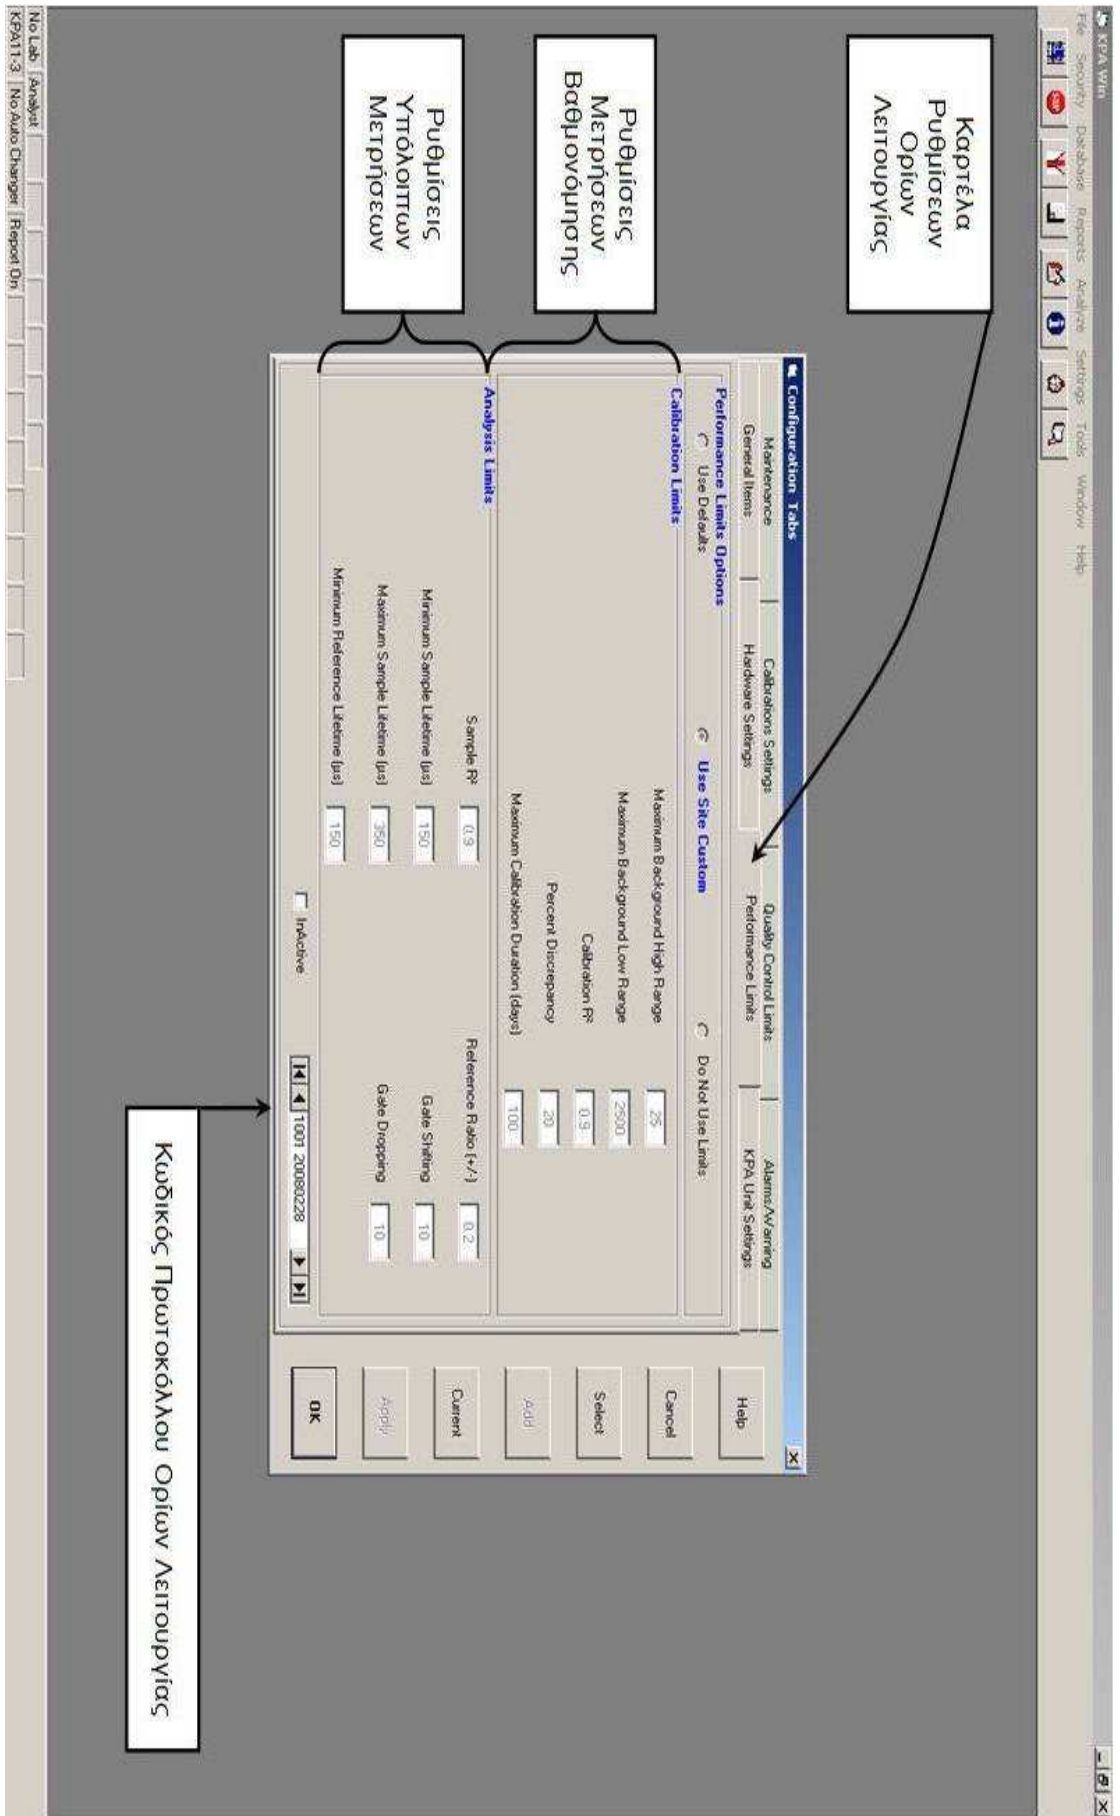 KPA Win
File Security Database Reports Analyze Settings Tools Window Help
STOP
Καρτέλα
Ρυθμίσεων
Ορίων
Λειτουργίας
Ρυθμίσεις
Μετρήσεων
Βαθμονόμησης
Ρυθμίσεις
Υπόλοιπων
Μετρήσεων
Configuration Tabs
Maintenance Calibrations Settings Quality Control Limits Alarms/Warning
General Items Hardware Settings Performance Limits KPA Unit Settings
Performance Limits Options
Use Defaults Use Site Custom Do Not Use Limits
Calibration Limits
Maximum Background High Range 25
Maximum Background Low Range 2500
Calibration R² 0.9
Percent Discrepancy 20
Maximum Calibration Duration (days) 100
Analysis Limits
Sample R² 0.9 Reference Ratio (+/-) 0.2
Minimum Sample Lifetime (µs) 150 Gate Shifting 10
Maximum Sample Lifetime (µs) 350 Gate Dropping 10
Minimum Reference Lifetime (µs) 150
InActive 1001 20080228
Help
Cancel
Select
Add
Current
Apply
OK
Κωδικός Πρωτοκόλλου Ορίων Λειτουργίας
No Lab Analyst
KPA11-3 No Auto Changer Report On